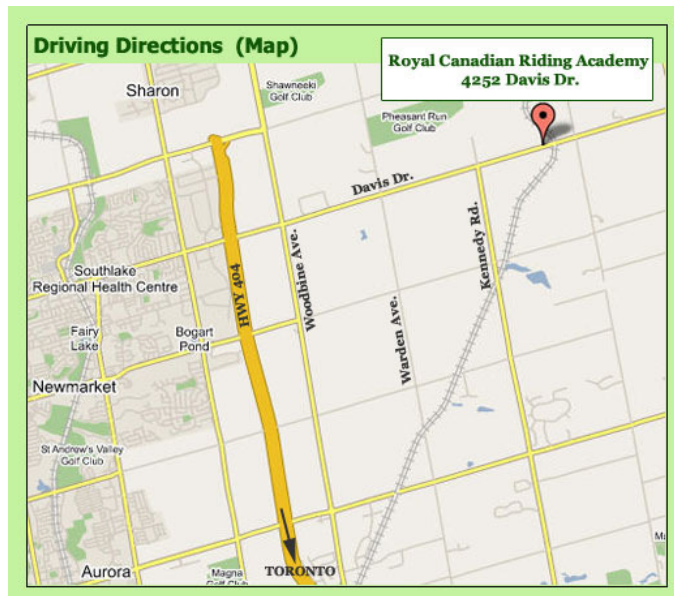 Driving Directions (Map)
Royal Canadian Riding Academy
4252 Davis Dr.
Sharon
Shawneeki
Golf Club
Pheasant Run
Golf Club
Davis Dr.
Southlake
Regional Health Centre
HWY 404
Woodbine Ave.
Kennedy Rd.
Warden Ave.
Fairy
Lake
Bogart
Pond
Newmarket
St Andrew's Valley
Golf Club
Aurora
Magna
Golf Club
TORONTO